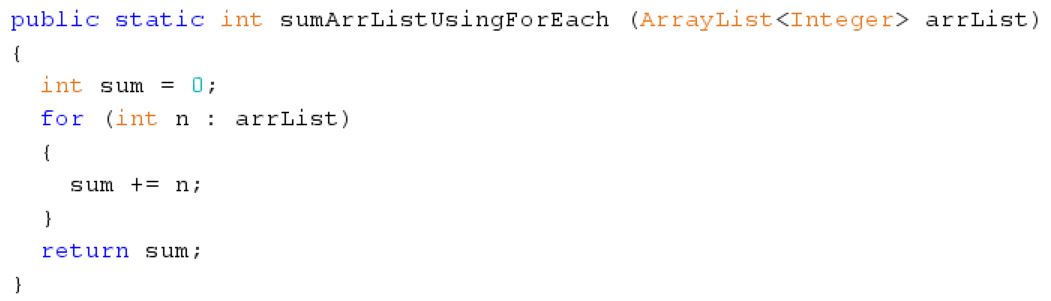 public static int sumArrListUsingForEach (ArrayList<Integer> arrList)
{
  int sum = 0;
  for (int n : arrList)
  {
    sum += n;
  }
  return sum;
}